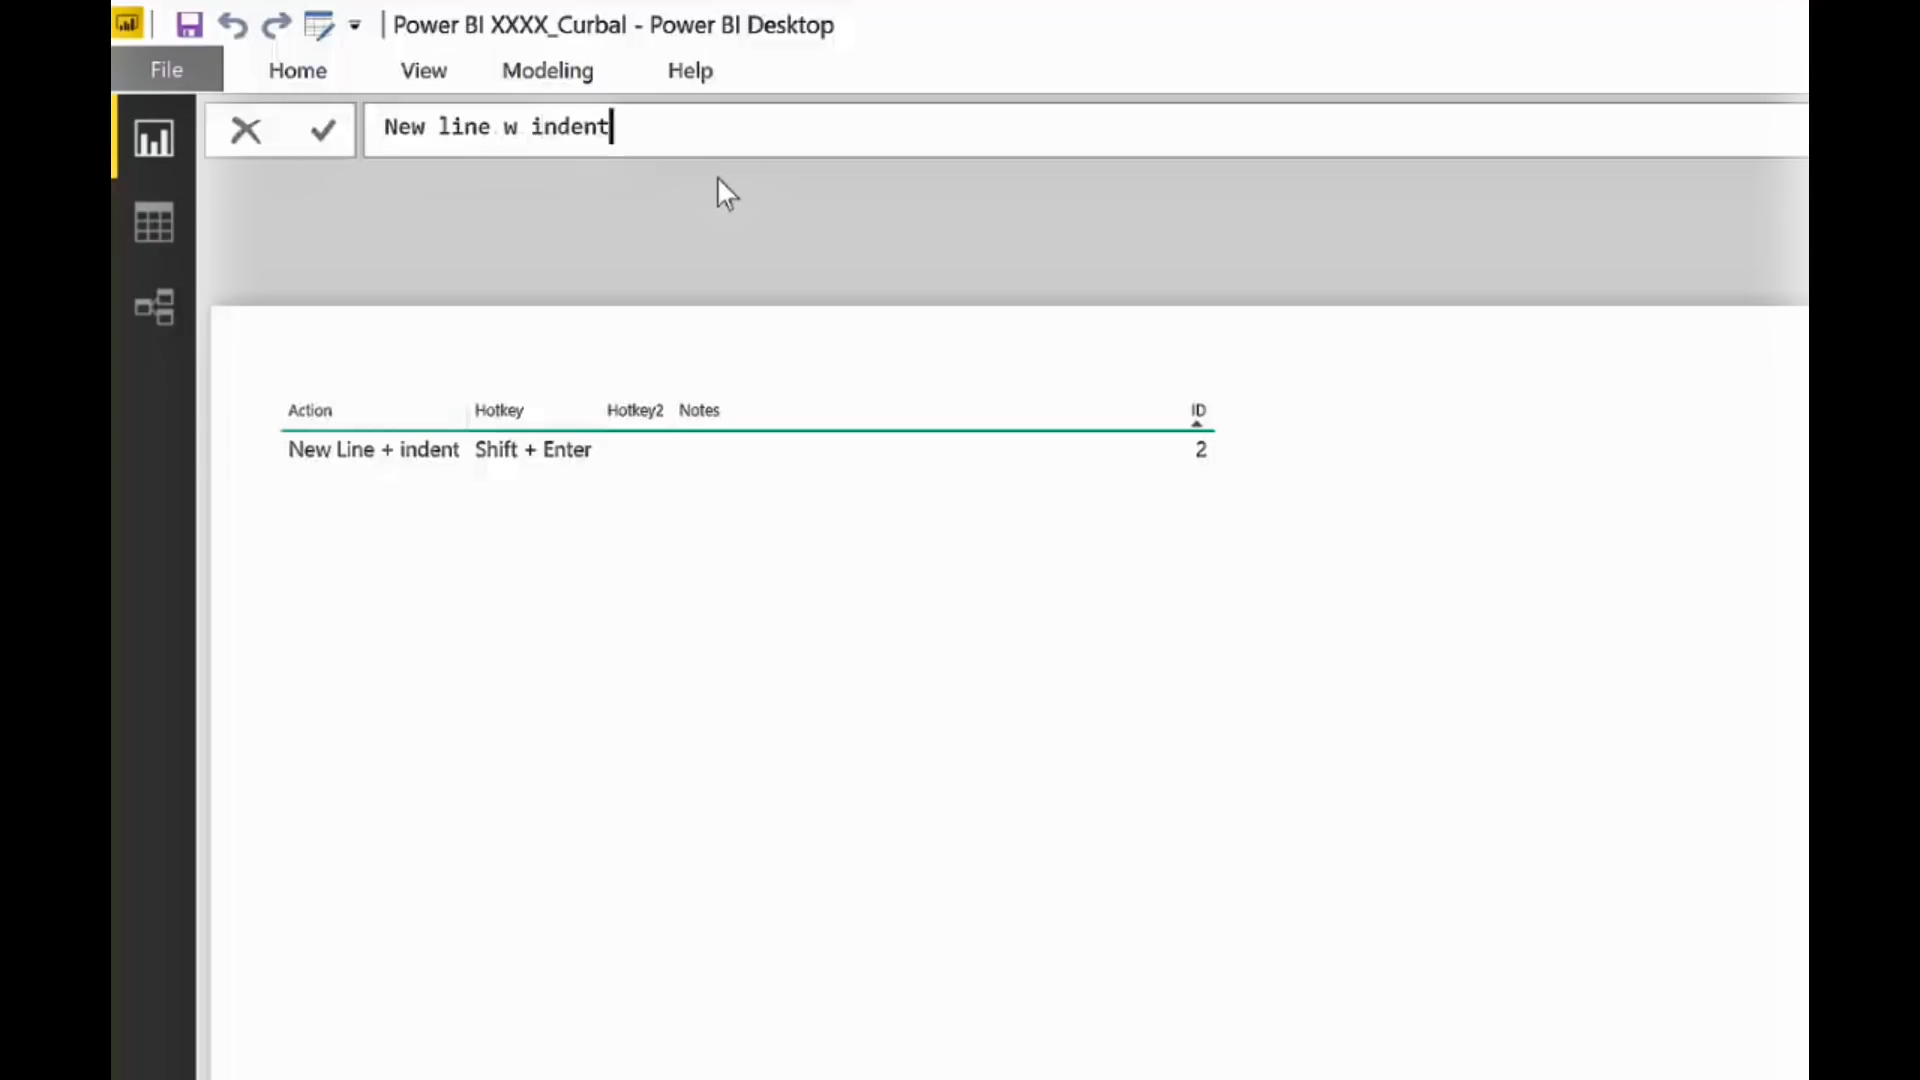 Power BI XXXX_Curbal - Power BI Desktop
File Home View Modeling Help
New line w indent
Action Hotkey Hotkey2 Notes ID
New Line + indent Shift + Enter 2